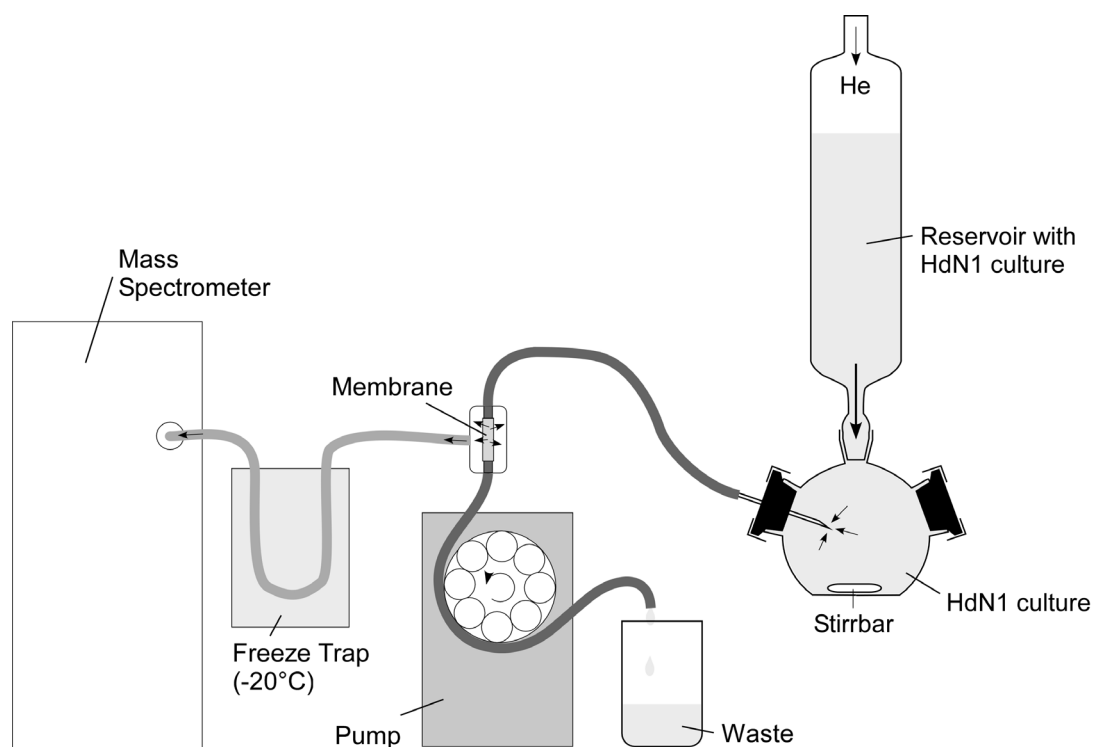 He
Reservoir with
HdN1 culture
Mass
Spectrometer
Membrane
HdN1 culture
Stirrbar
Freeze Trap
(-20°C)
Pump
Waste